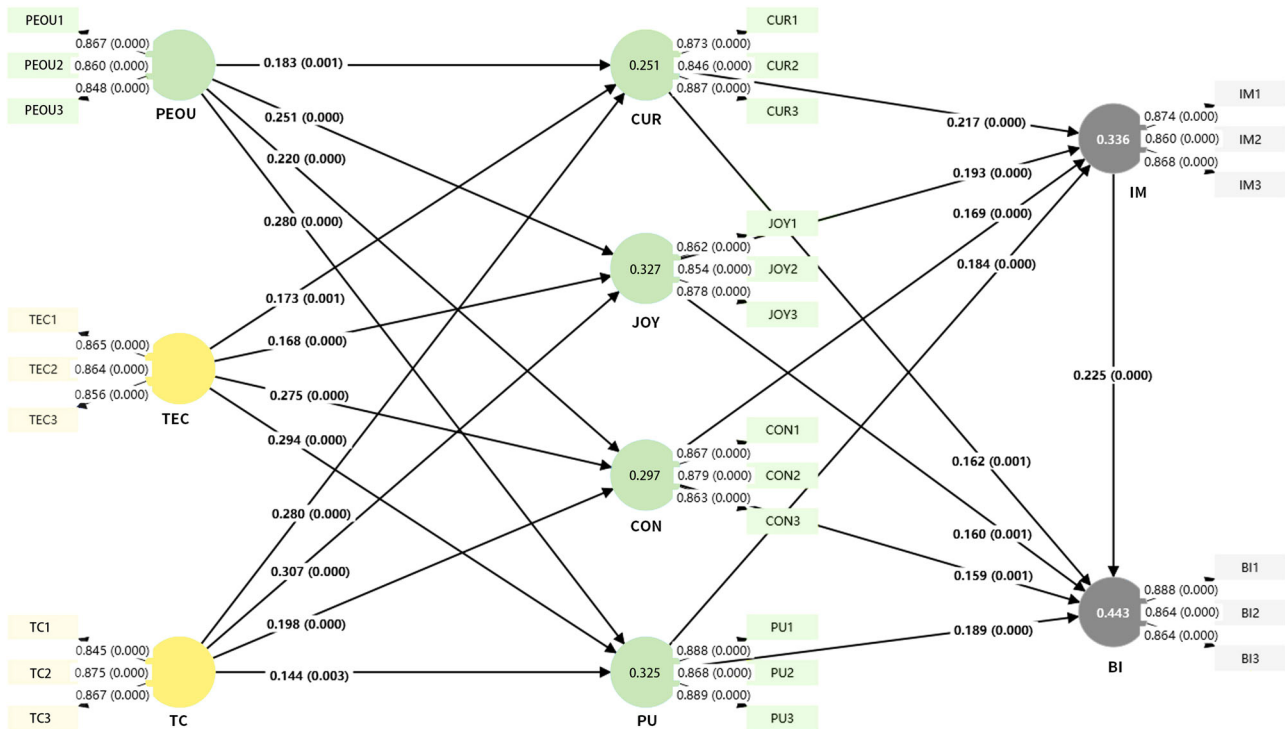 PEOU1
PEOU2
PEOU3
0.867 (0.000)
0.860 (0.000)
0.848 (0.000)
PEOU
0.183 (0.001)
0.251 (0.000)
0.220 (0.000)
0.280 (0.000)
TEC1
TEC2
TEC3
0.865 (0.000)
0.864 (0.000)
0.856 (0.000)
TEC
0.173 (0.001)
0.168 (0.000)
0.275 (0.000)
0.294 (0.000)
TC1
TC2
TC3
0.845 (0.000)
0.875 (0.000)
0.867 (0.000)
TC
0.280 (0.000)
0.307 (0.000)
0.198 (0.000)
0.144 (0.003)
0.251
CUR
0.873 (0.000)
0.846 (0.000)
0.887 (0.000)
CUR1
CUR2
CUR3
0.327
JOY
0.862 (0.000)
0.854 (0.000)
0.878 (0.000)
JOY1
JOY2
JOY3
0.297
CON
0.867 (0.000)
0.879 (0.000)
0.863 (0.000)
CON1
CON2
CON3
0.325
PU
0.888 (0.000)
0.868 (0.000)
0.889 (0.000)
PU1
PU2
PU3
0.217 (0.000)
0.193 (0.000)
0.169 (0.000)
0.184 (0.000)
0.225 (0.000)
0.162 (0.001)
0.160 (0.001)
0.159 (0.001)
0.189 (0.000)
0.336
IM
0.874 (0.000)
0.860 (0.000)
0.868 (0.000)
IM1
IM2
IM3
0.443
BI
0.888 (0.000)
0.864 (0.000)
0.864 (0.000)
BI1
BI2
BI3